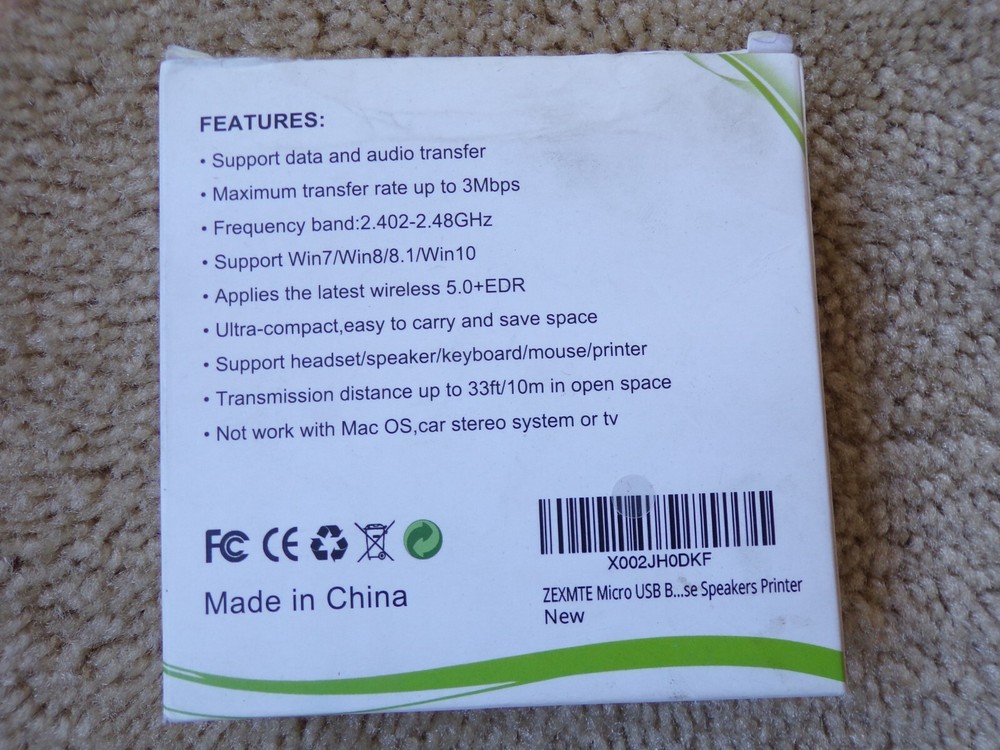 FEATURES:
• Support data and audio transfer
• Maximum transfer rate up to 3Mbps
• Frequency band:2.402-2.48GHz
• Support Win7/Win8/8.1/Win10
• Applies the latest wireless 5.0+EDR
• Ultra-compact,easy to carry and save space
• Support headset/speaker/keyboard/mouse/printer
• Transmission distance up to 33ft/10m in open space
• Not work with Mac OS,car stereo system or tv
FC CE
Made in China
X002JH0DKF
ZEXMTE Micro USB B...se Speakers Printer
New